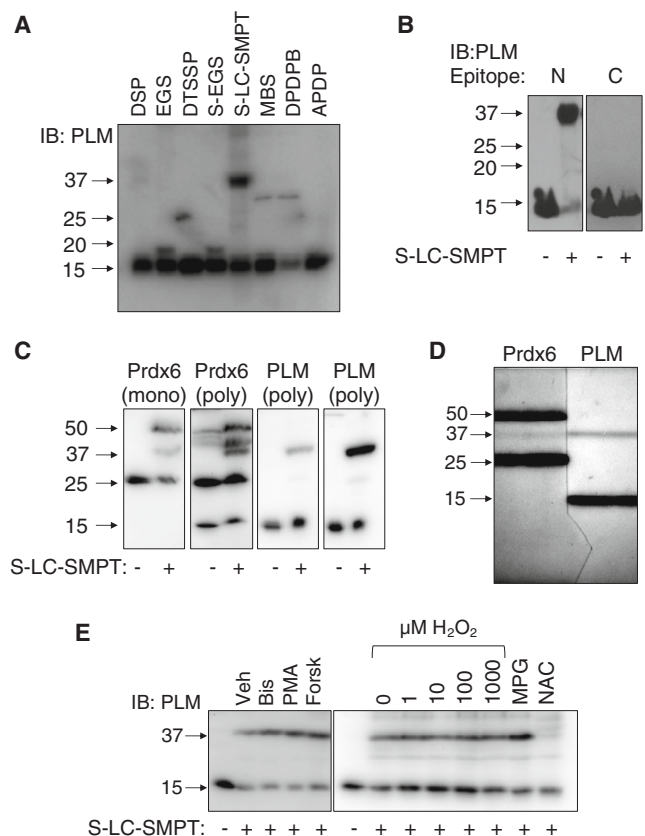 A
DSP EGS DTSSP S-EGS S-LC-SMPT MBS DPDPB APDP
IB: PLM
37
25
20
15
B
IB:PLM
Epitope: N C
37
25
20
15
S-LC-SMPT - + - +
C
Prdx6 Prdx6 PLM PLM
(mono) (poly) (poly) (poly)
50
37
25
15
S-LC-SMPT: - + - + - + - +
D
Prdx6 PLM
50
37
25
15
E
µM H₂O₂
Veh Bis PMA Forsk 0 1 10 100 1000 MPG NAC
IB: PLM
37
15
S-LC-SMPT: - + + + + - + + + + + + +